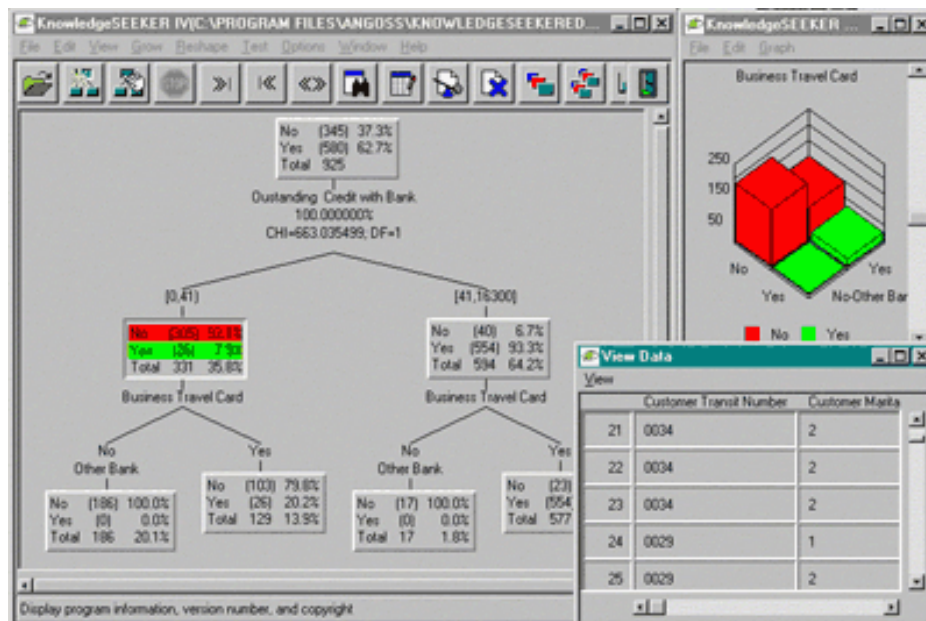 KnowledgeSEEKER IV(C:\PROGRAM FILES\ANGOSS\KNOWLEDGESEEKERED...
File Edit View Grow Reshape Test Options Window Help
No (345) 37.3%
Yes (580) 62.7%
Total 925
Oustanding Credit with Bank
100.000000%
CHI=663.035499; DF=1
[0,41)
[41,16300]
No (305) 92.1%
Yes (26) 7.9%
Total 331 35.8%
No (40) 6.7%
Yes (554) 93.3%
Total 594 64.2%
Business Travel Card
Business Travel Card
No
Other Bank
Yes
No
Other Bank
Yes
No (186) 100.0%
Yes (0) 0.0%
Total 186 20.1%
No (103) 79.8%
Yes (26) 20.2%
Total 129 13.9%
No (17) 100.0%
Yes (0) 0.0%
Total 17 1.8%
No (23)
Yes (554)
Total 577
Display program information, version number, and copyright
KnowledgeSEEKER ...
File Edit Graph
Business Travel Card
250
150
50
No
Yes
Yes
No-Other Bar
No Yes
View Data
View
Customer Transit Number Customer Marita
21 0034 2
22 0034 2
23 0034 2
24 0029 1
25 0029 2